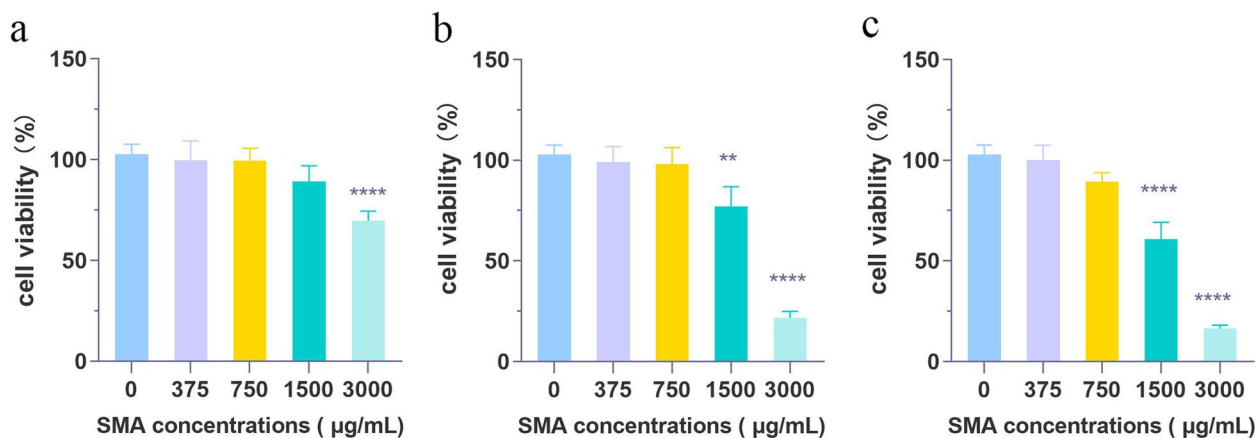 a
cell viability (%)
150
100
50
0
****
0 375 750 1500 3000
SMA concentrations ( μg/mL)
b
cell viability (%)
150
100
50
0
**
****
0 375 750 1500 3000
SMA concentrations ( μg/mL)
c
cell viability (%)
150
100
50
0
****
****
0 375 750 1500 3000
SMA concentrations ( μg/mL)